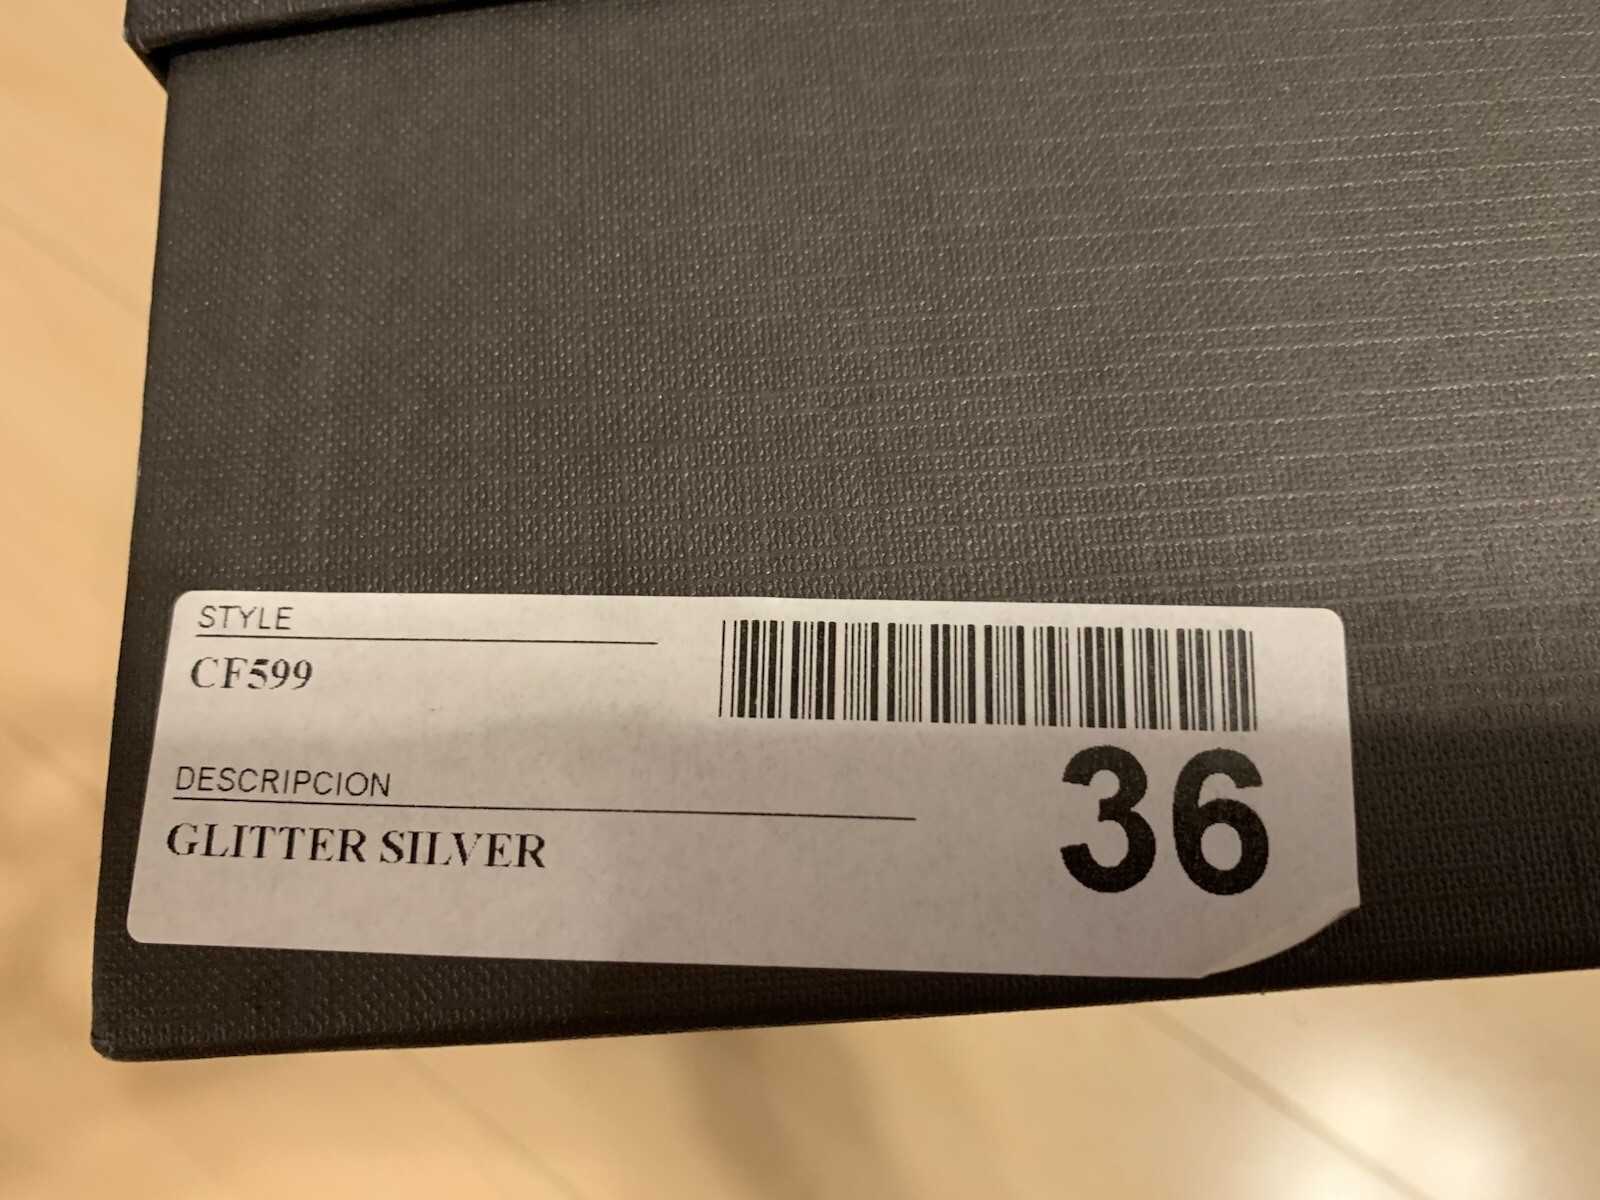 STYLE
CF599
DESCRIPCION
GLITTER SILVER
36